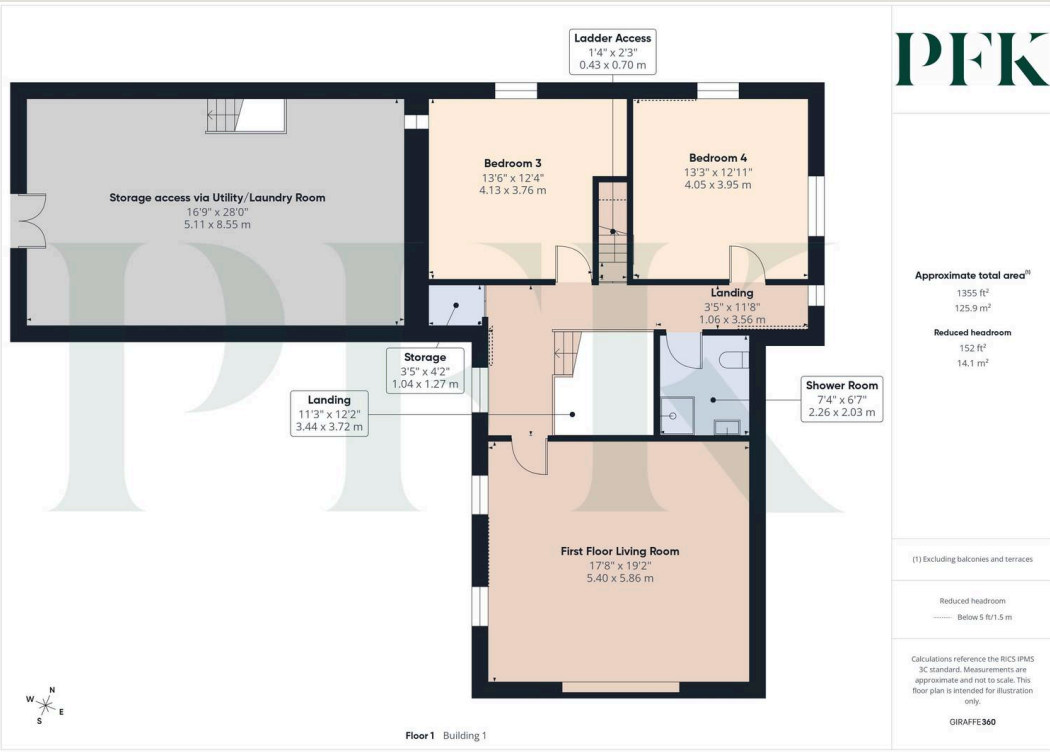 Ladder Access
1'4" x 2'3"
0.43 x 0.70 m
PFK
Storage access via Utility/Laundry Room
16'9" x 28'0"
5.11 x 8.55 m
Bedroom 3
13'6" x 12'4"
4.13 x 3.76 m
Bedroom 4
13'3" x 12'11"
4.05 x 3.95 m
Landing
3'5" x 11'8"
1.06 x 3.56 m
Storage
3'5" x 4'2"
1.04 x 1.27 m
Landing
11'3" x 12'2"
3.44 x 3.72 m
Shower Room
7'4" x 6'7"
2.26 x 2.03 m
First Floor Living Room
17'8" x 19'2"
5.40 x 5.86 m
PFK
N
W
E
S
Floor 1 Building 1
Approximate total area(1)
1355 ft²
125.9 m²
Reduced headroom
152 ft²
14.1 m²
(1) Excluding balconies and terraces
Reduced headroom
Below 5 ft/1.5 m
Calculations reference the RICS IPMS
3C standard. Measurements are
approximate and not to scale. This
floor plan is intended for illustration
only.
GIRAFFE360